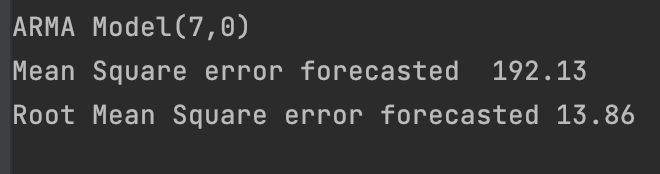 ARMA Model(7,0)
Mean Square error forecasted  192.13
Root Mean Square error forecasted 13.86